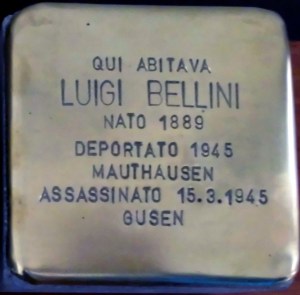 QUI ABITAVA
LUIGI BELLINI
NATO 1889
DEPORTATO 1945
MAUTHAUSEN
ASSASSINATO 15.3.1945
GUSEN